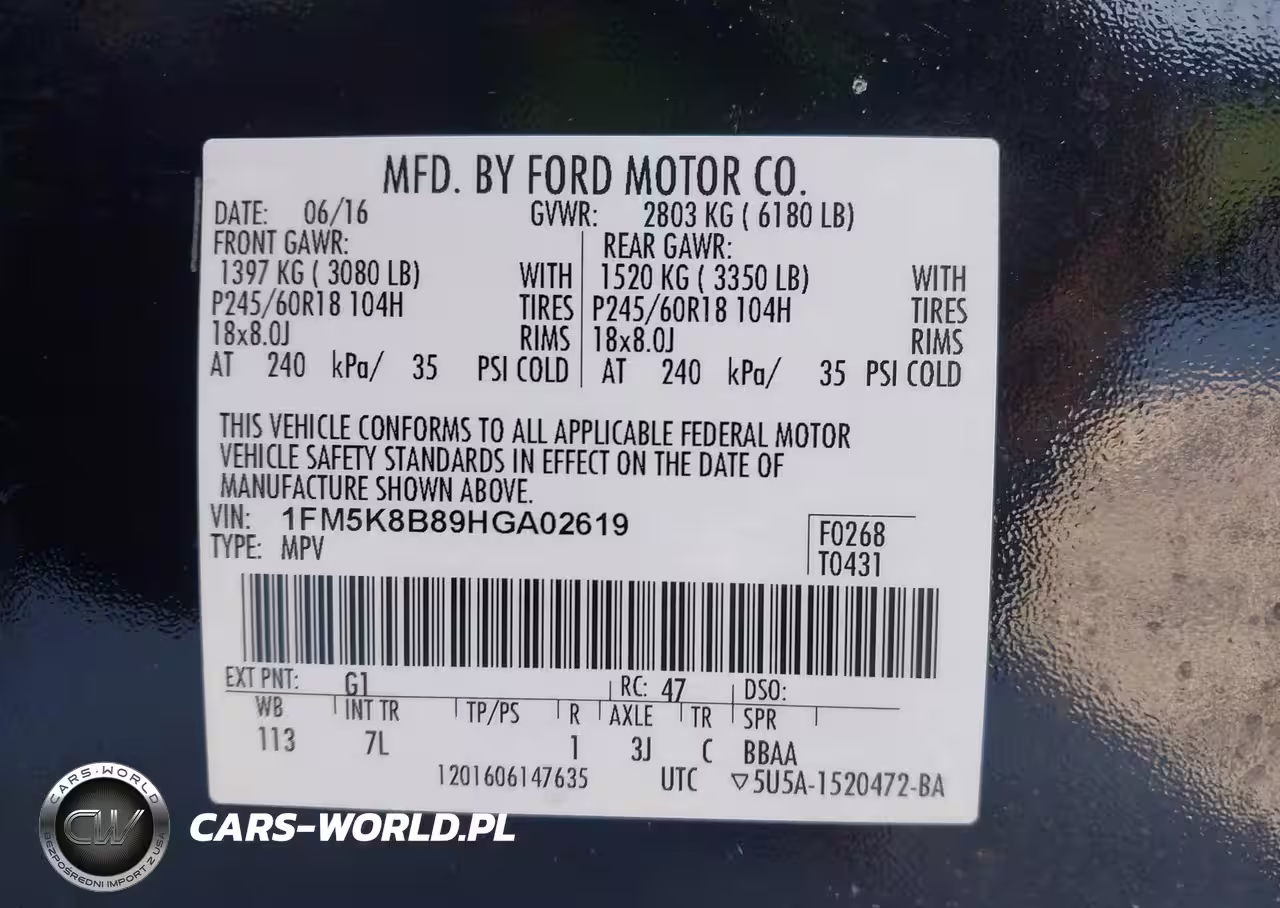 MFD. BY FORD MOTOR CO.
DATE: 06/16 GVWR: 2803 KG ( 6180 LB)
FRONT GAWR: REAR GAWR:
1397 KG ( 3080 LB) WITH 1520 KG ( 3350 LB) WITH
P245/60R18 104H TIRES P245/60R18 104H TIRES
18x8.0J RIMS 18x8.0J RIMS
AT 240 kPa/ 35 PSI COLD AT 240 kPa/ 35 PSI COLD
THIS VEHICLE CONFORMS TO ALL APPLICABLE FEDERAL MOTOR
VEHICLE SAFETY STANDARDS IN EFFECT ON THE DATE OF
MANUFACTURE SHOWN ABOVE.
VIN: 1FM5K8B89HGA02619 F0268
TYPE: MPV T0431
EXT PNT: G1 RC: 47 DSO:
WB INT TR TP/PS R AXLE TR SPR
113 7L 1 3J C BBAA
1201606147635 UTC ▽5U5A-1520472-BA
CARS-WORLD
CW
BEZPOŚREDNI IMPORT Z USA
CARS-WORLD.PL